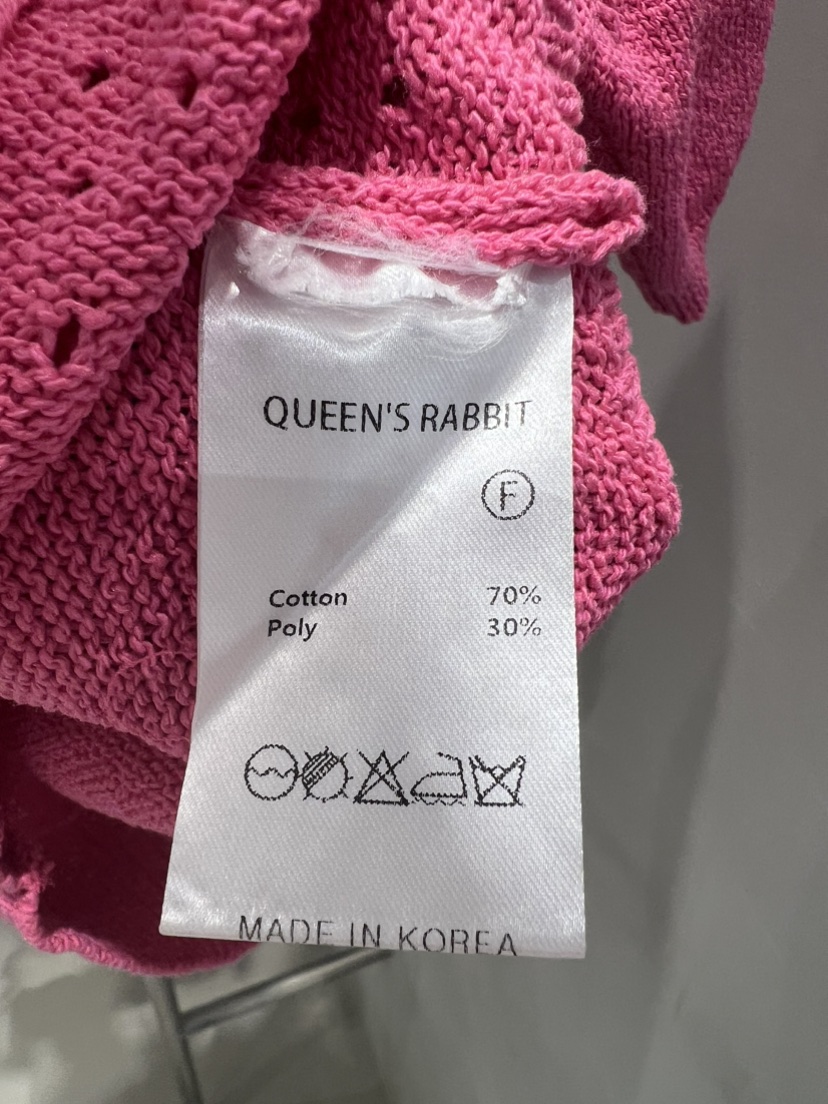 QUEEN'S RABBIT
F
Cotton 70%
Poly 30%
MADE IN KOREA